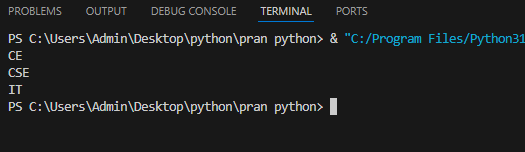 PROBLEMS OUTPUT DEBUG CONSOLE TERMINAL PORTS
PS C:\Users\Admin\Desktop\python\pran python> & "C:/Program Files/Python31
CE
CSE
IT
PS C:\Users\Admin\Desktop\python\pran python>